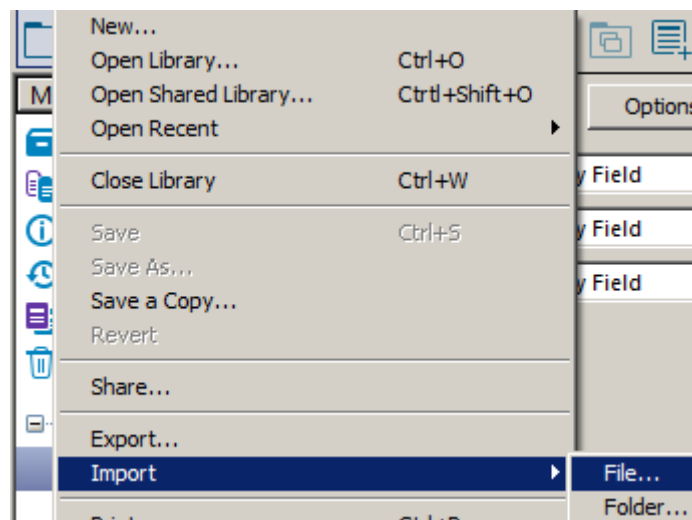 New...
Open Library... Ctrl+O
M Open Shared Library... Ctrtl+Shift+O
Options
Open Recent
Close Library Ctrl+W
y Field
Save Ctrl+S
y Field
Save As...
y Field
Save a Copy...
Revert
Share...
Export...
Import
File...
Folder...